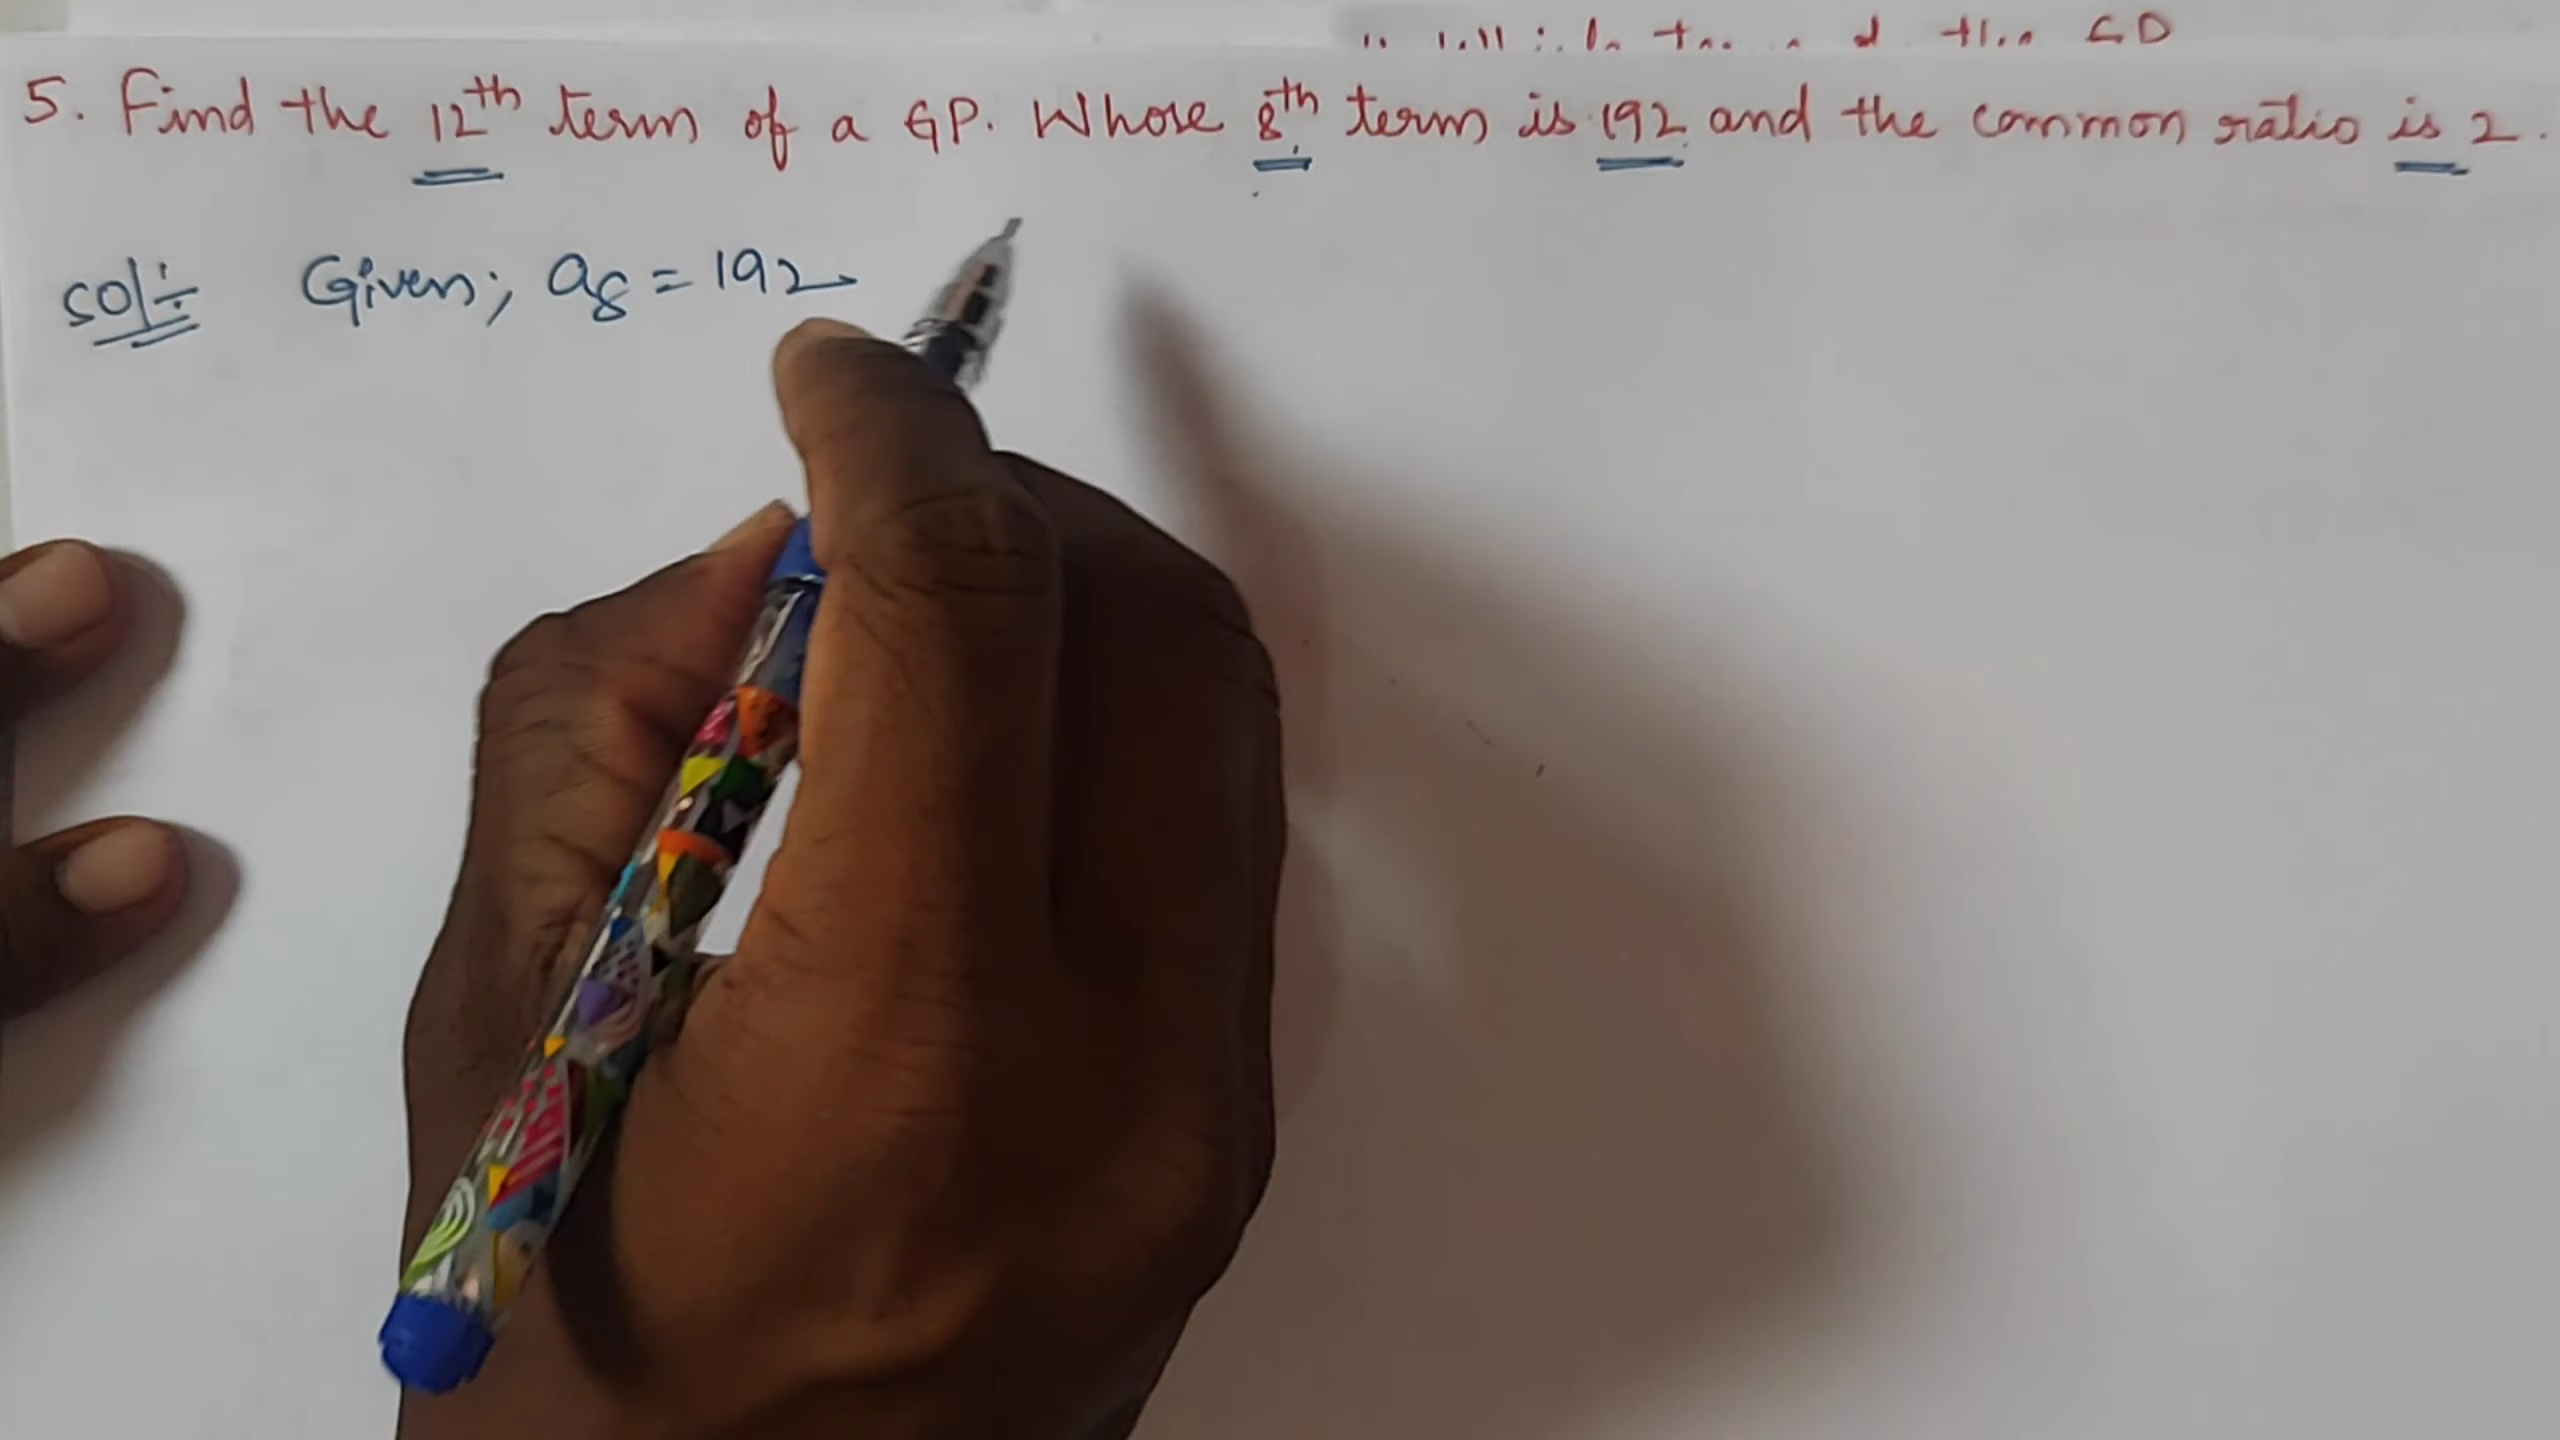 5. Find the 12th term of a GP. Whose 8th term is 192 and the common ratio is 2.
Sol:- Given; a8 = 192